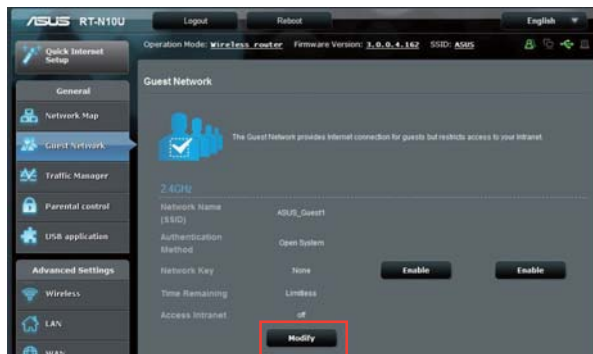 ASUS RT-N10U
Logout
Reboot
English
Quick Internet
Setup
Operation Mode: Wireless router Firmware Version: 3.0.0.4.162 SSID: ASUS
General
Network Map
Guest Network
Traffic Manager
Parental control
USB application
Advanced Settings
Wireless
LAN
WAN
Guest Network
The Guest Network provides Internet connection for guests but restricts access to your Intranet.
2.4GHz
Network Name
(SSID)
ASUS_Guest1
Authentication
Method
Open System
Network Key
None
Enable
Enable
Time Remaining
Limitless
Access Intranet
off
Modify